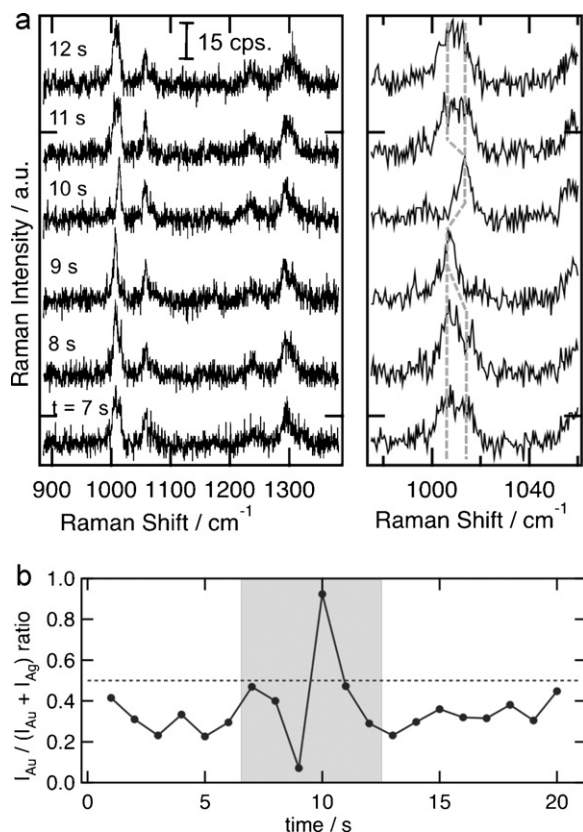 a
15 cps.
12 s
11 s
10 s
9 s
8 s
t = 7 s
Raman Intensity / a.u.
900 1000 1100 1200 1300
Raman Shift / cm⁻¹
1000 1040
Raman Shift / cm⁻¹
b
I_Au / (I_Au + I_Ag) ratio
1.0
0.8
0.6
0.4
0.2
0.0
0 5 10 15 20
time / s